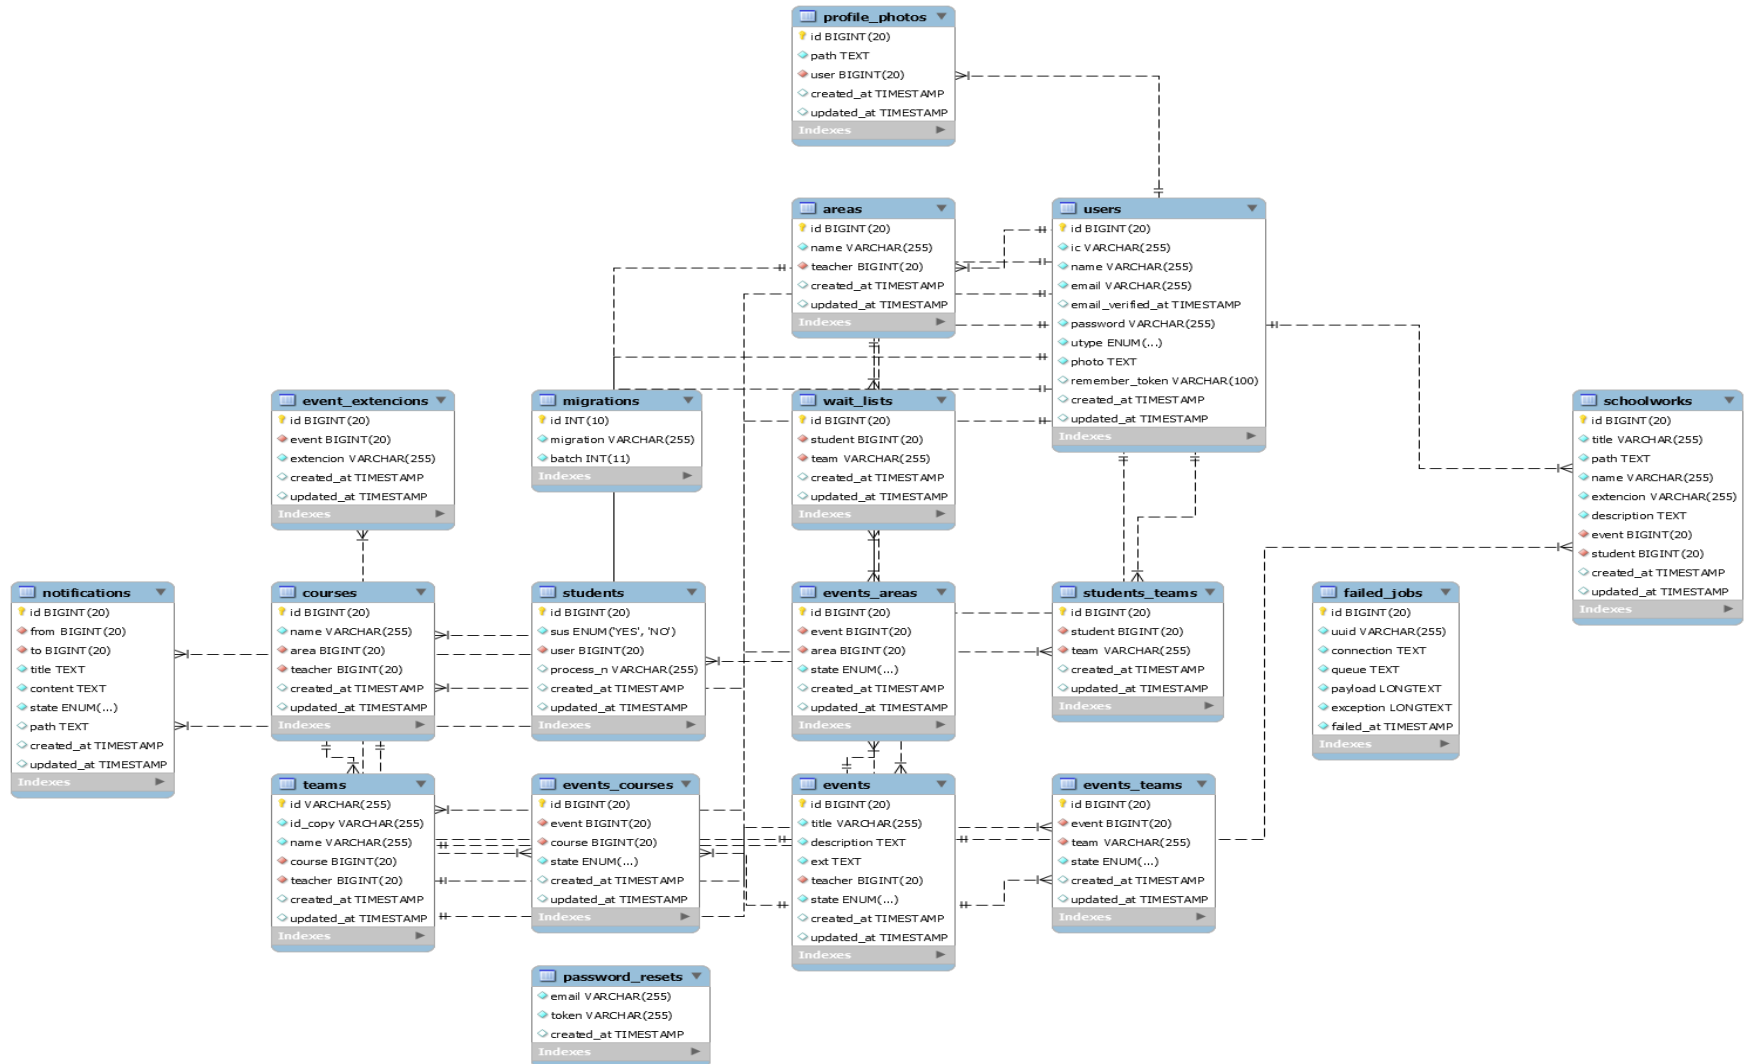 profile_photos
id BIGINT(20)
path TEXT
user BIGINT(20)
created_at TIMESTAMP
updated_at TIMESTAMP
Indexes
areas
id BIGINT(20)
name VARCHAR(255)
teacher BIGINT(20)
created_at TIMESTAMP
updated_at TIMESTAMP
Indexes
users
id BIGINT(20)
ic VARCHAR(255)
name VARCHAR(255)
email VARCHAR(255)
email_verified_at TIMESTAMP
password VARCHAR(255)
utype ENUM(...)
photo TEXT
remember_token VARCHAR(100)
created_at TIMESTAMP
updated_at TIMESTAMP
Indexes
event_extencions
id BIGINT(20)
event BIGINT(20)
extencion VARCHAR(255)
created_at TIMESTAMP
updated_at TIMESTAMP
Indexes
migrations
id INT(10)
migration VARCHAR(255)
batch INT(11)
Indexes
wait_lists
id BIGINT(20)
student BIGINT(20)
team VARCHAR(255)
created_at TIMESTAMP
updated_at TIMESTAMP
Indexes
schoolworks
id BIGINT(20)
title VARCHAR(255)
path TEXT
name VARCHAR(255)
extencion VARCHAR(255)
description TEXT
event BIGINT(20)
student BIGINT(20)
created_at TIMESTAMP
updated_at TIMESTAMP
Indexes
notifications
id BIGINT(20)
from BIGINT(20)
to BIGINT(20)
title TEXT
content TEXT
state ENUM(...)
path TEXT
created_at TIMESTAMP
updated_at TIMESTAMP
Indexes
courses
id BIGINT(20)
name VARCHAR(255)
area BIGINT(20)
teacher BIGINT(20)
created_at TIMESTAMP
updated_at TIMESTAMP
Indexes
students
id BIGINT(20)
sus ENUM('YES', 'NO')
user BIGINT(20)
process_n VARCHAR(255)
created_at TIMESTAMP
updated_at TIMESTAMP
Indexes
events_areas
id BIGINT(20)
event BIGINT(20)
area BIGINT(20)
state ENUM(...)
created_at TIMESTAMP
updated_at TIMESTAMP
Indexes
students_teams
id BIGINT(20)
student BIGINT(20)
team VARCHAR(255)
created_at TIMESTAMP
updated_at TIMESTAMP
Indexes
failed_jobs
id BIGINT(20)
uuid VARCHAR(255)
connection TEXT
queue TEXT
payload LONGTEXT
exception LONGTEXT
failed_at TIMESTAMP
Indexes
teams
id VARCHAR(255)
id_copy VARCHAR(255)
name VARCHAR(255)
course BIGINT(20)
teacher BIGINT(20)
created_at TIMESTAMP
updated_at TIMESTAMP
Indexes
events_courses
id BIGINT(20)
event BIGINT(20)
course BIGINT(20)
state ENUM(...)
created_at TIMESTAMP
updated_at TIMESTAMP
Indexes
events
id BIGINT(20)
title VARCHAR(255)
description TEXT
ext TEXT
teacher BIGINT(20)
state ENUM(...)
created_at TIMESTAMP
updated_at TIMESTAMP
Indexes
events_teams
id BIGINT(20)
event BIGINT(20)
team VARCHAR(255)
state ENUM(...)
created_at TIMESTAMP
updated_at TIMESTAMP
Indexes
password_resets
email VARCHAR(255)
token VARCHAR(255)
created_at TIMESTAMP
Indexes